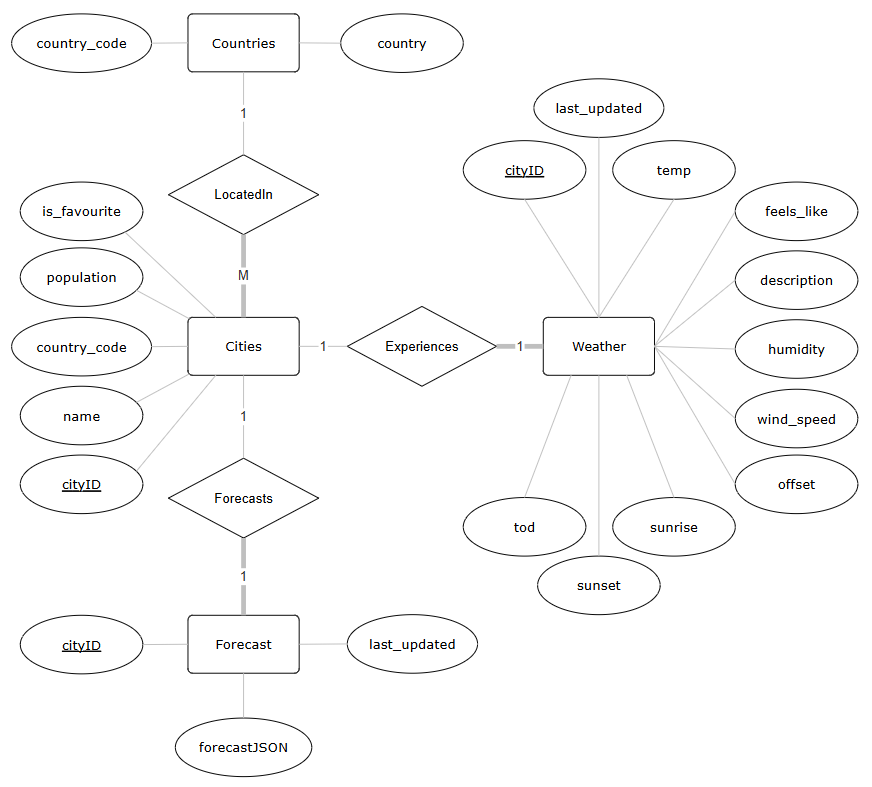 country_code
Countries
country
1
last_updated
cityID
temp
LocatedIn
is_favourite
feels_like
M
population
description
country_code
Cities
1
Experiences
1
Weather
humidity
name
1
wind_speed
cityID
Forecasts
offset
tod
sunrise
1
sunset
cityID
Forecast
last_updated
forecastJSON